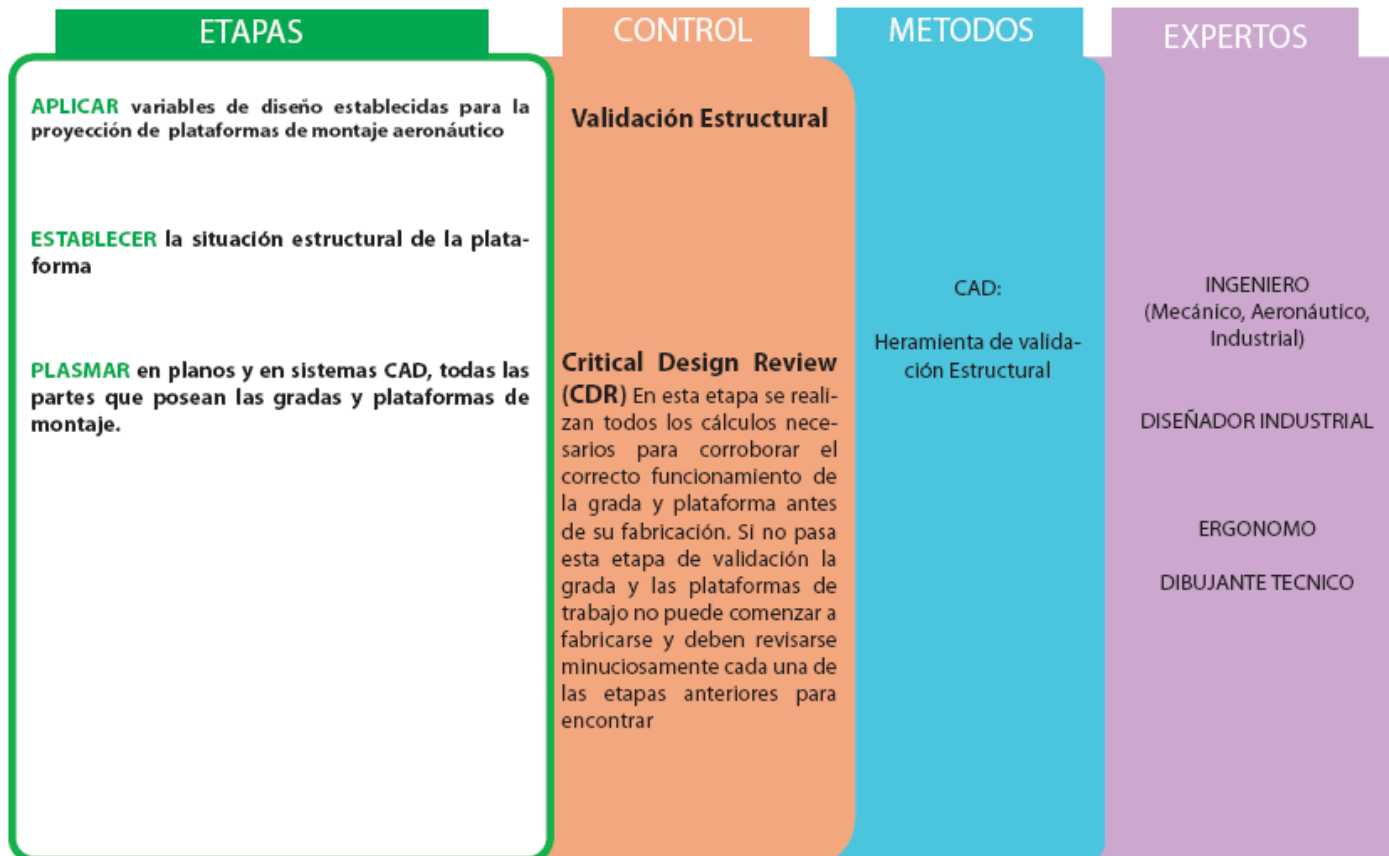 ETAPAS
APLICAR variables de diseño establecidas para la
proyección de plataformas de montaje aeronáutico
ESTABLECER la situación estructural de la plata-
forma
PLASMAR en planos y en sistemas CAD, todas las
partes que posean las gradas y plataformas de
montaje.
CONTROL
Validación Estructural
Critical Design Review
(CDR) En esta etapa se reali-
zan todos los cálculos nece-
sarios para corroborar el
correcto funcionamiento de
la grada y plataforma antes
de su fabricación. Si no pasa
esta etapa de validación la
grada y las plataformas de
trabajo no puede comenzar a
fabricarse y deben revisarse
minuciosamente cada una de
las etapas anteriores para
encontrar
METODOS
CAD:
Heramienta de valida-
ción Estructural
EXPERTOS
INGENIERO
(Mecánico, Aeronáutico,
Industrial)
DISEÑADOR INDUSTRIAL
ERGONOMO
DIBUJANTE TECNICO